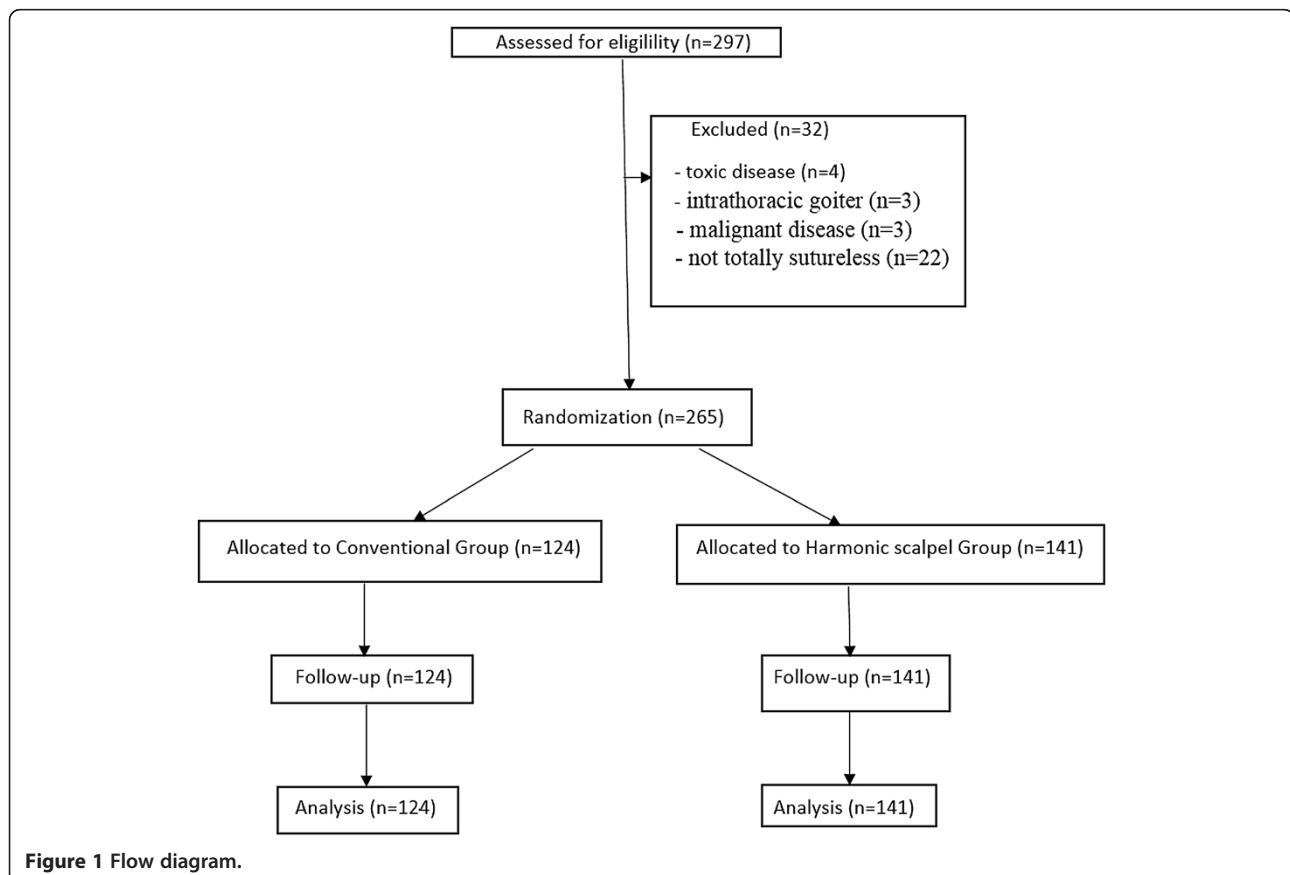 Assessed for eligilility (n=297)
Excluded (n=32)
- toxic disease (n=4)
- intrathoracic goiter (n=3)
- malignant disease (n=3)
- not totally sutureless (n=22)
Randomization (n=265)
Allocated to Conventional Group (n=124)
Allocated to Harmonic scalpel Group (n=141)
Follow-up (n=124)
Follow-up (n=141)
Analysis (n=124)
Analysis (n=141)
Figure 1 Flow diagram.